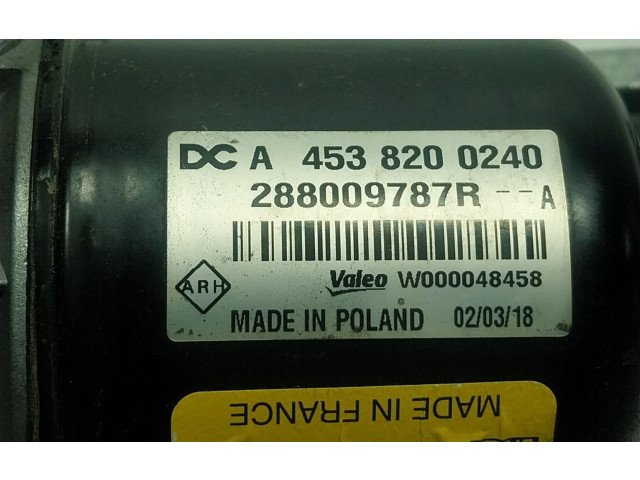 DC A 453 820 0240
288009787R -- A
ARH
Valeo W000048458
MADE IN POLAND 02/03/18
MADE IN FRANCE